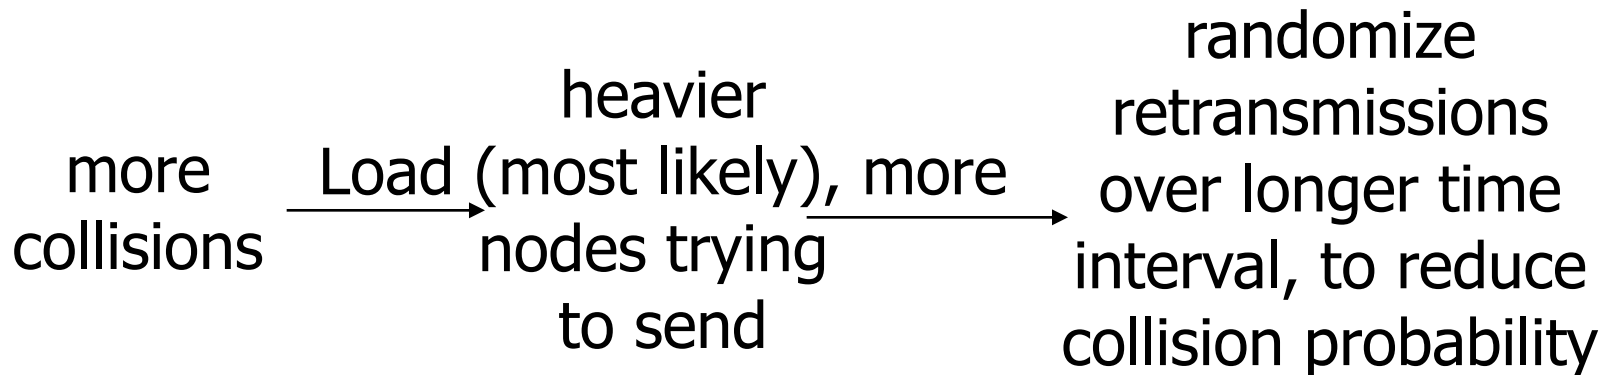 more
collisions
heavier
Load (most likely), more
nodes trying
to send
randomize
retransmissions
over longer time
interval, to reduce
collision probability